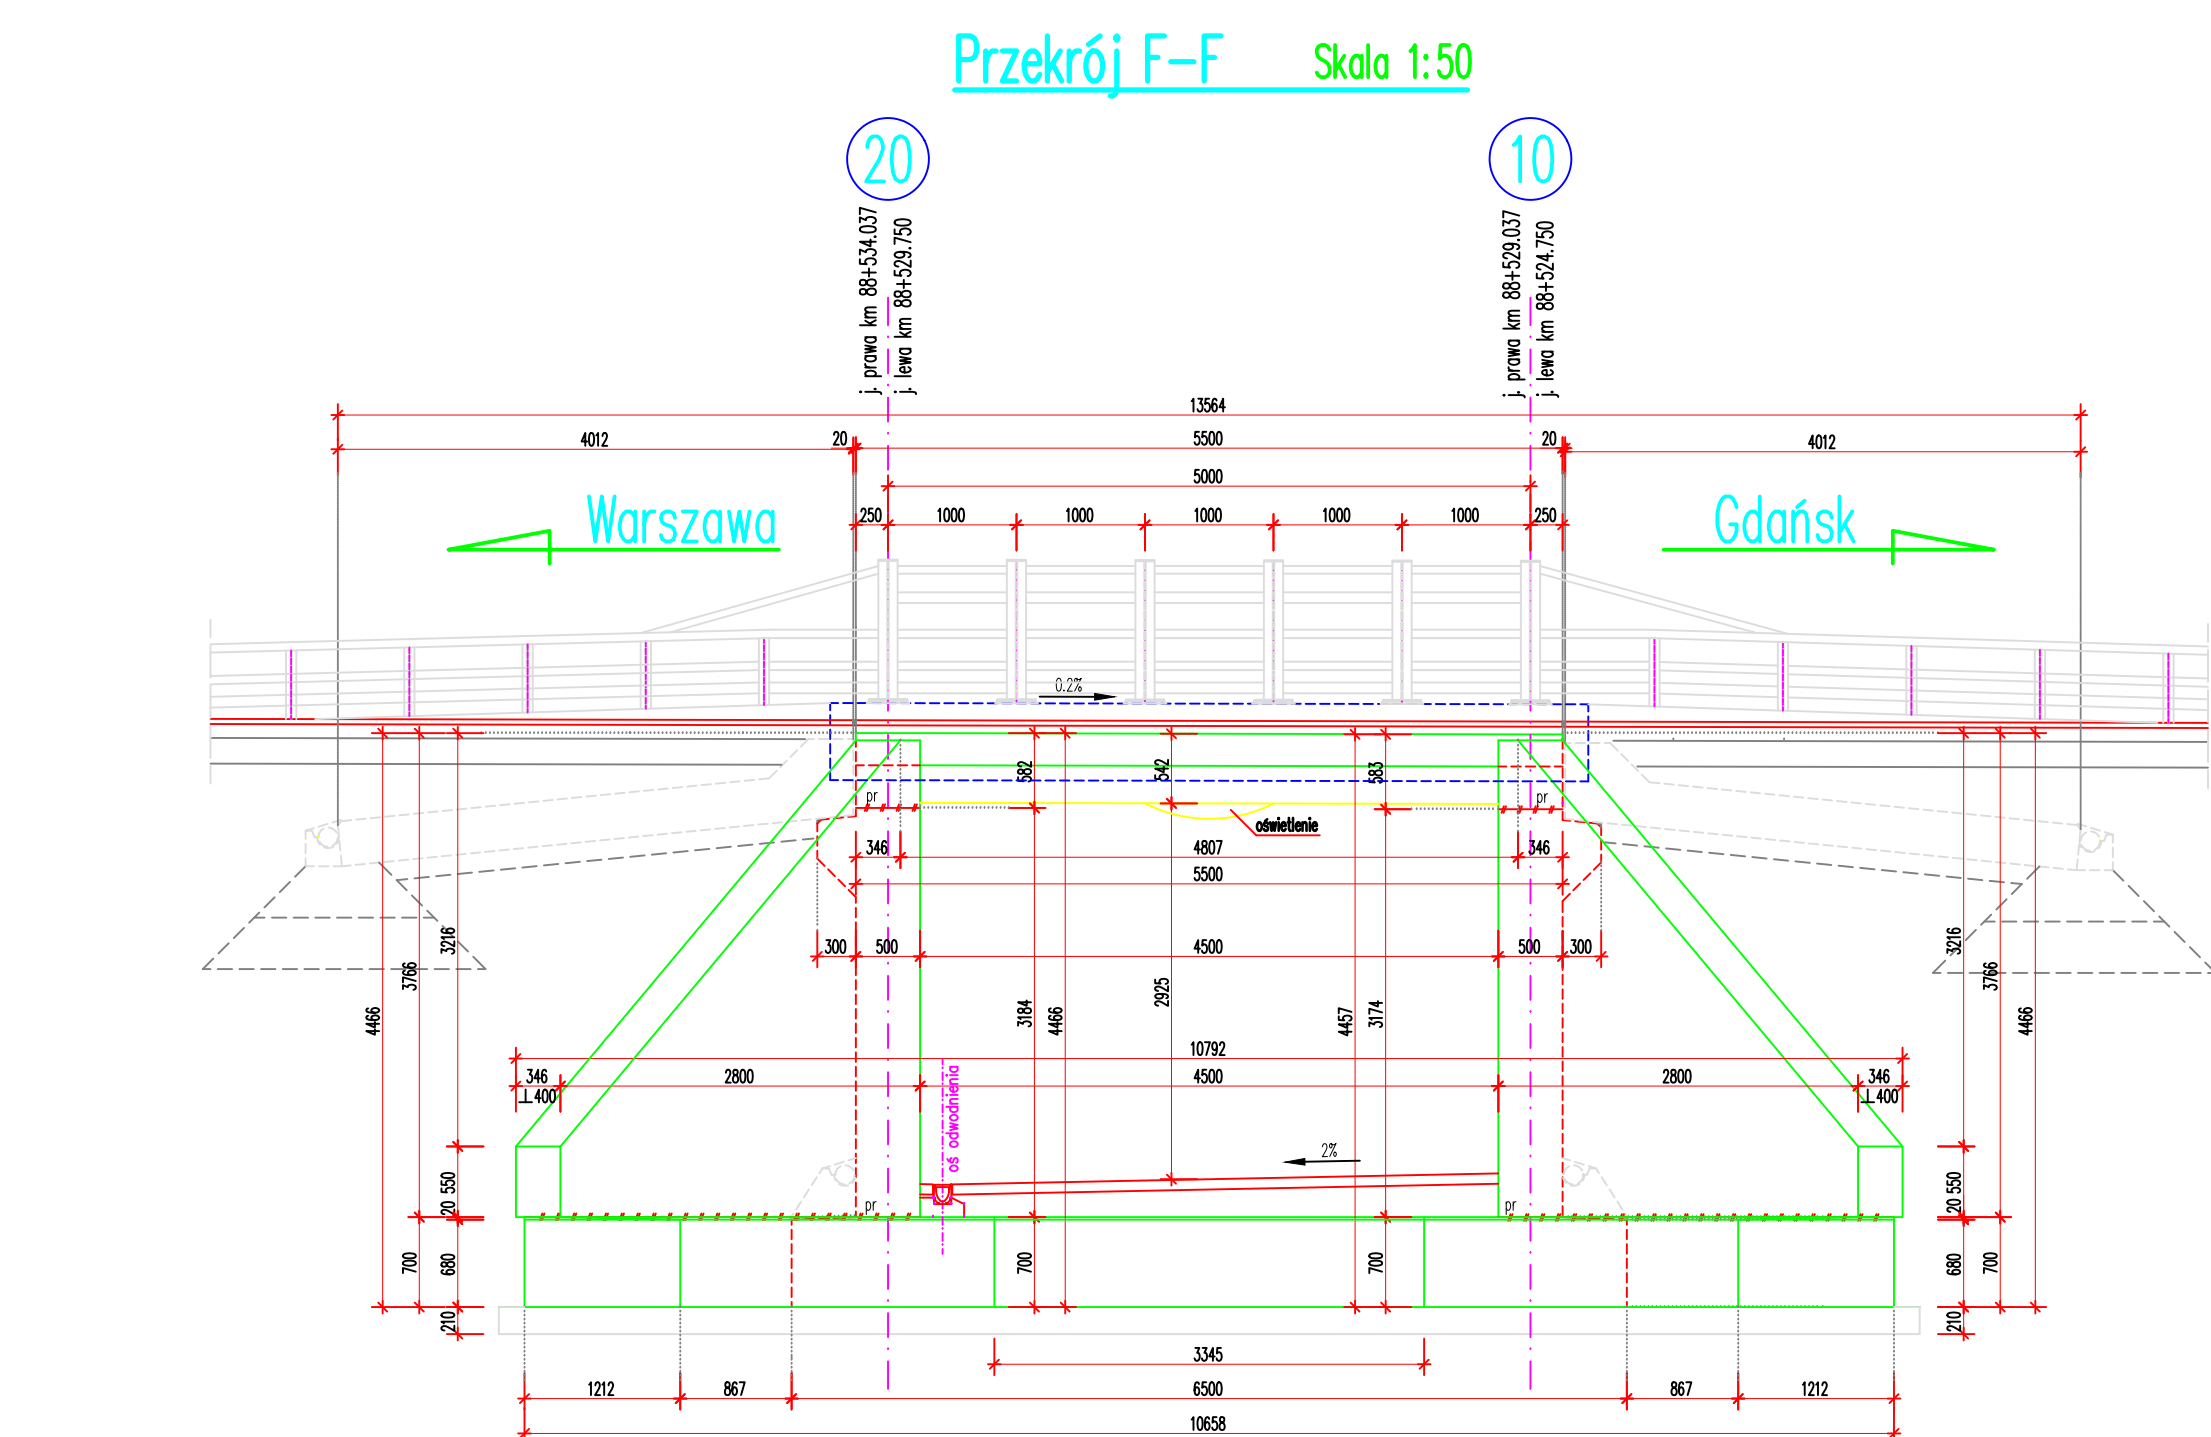 Przekrój F-F Skala 1:50
20 10
j. prawa km 88+534.037
j. lewa km 88+529.750
j. prawa km 88+529.037
j. lewa km 88+524.750
13564
4012 20 5500 20 4012
5000
Warszawa
Gdańsk
250 1000 1000 1000 1000 1000 250
0.2%
582 542 583
pr pr
oświetlenie
346 4807 346
5500
300 500 4500 500 300
3216 3766 4466
3184 4466 2925 4457 3174
3216 3766 4466
10792
346 2800 4500 2800 346
⊥400 ⊥400
oś odwodnienia
2%
20 550 20 550
pr pr
700 680 700 700 680 700
210 210
3345
1212 867 6500 867 1212
10658